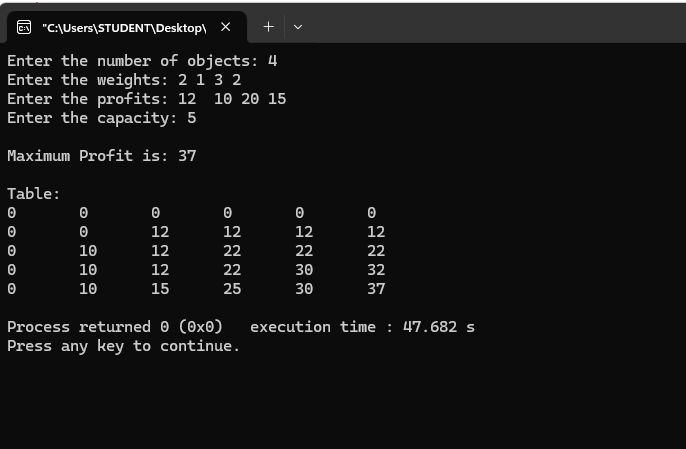 "C:\Users\STUDENT\Desktop\
Enter the number of objects: 4
Enter the weights: 2 1 3 2
Enter the profits: 12  10 20 15
Enter the capacity: 5
Maximum Profit is: 37
Table:
0       0       0       0       0       0
0       0       12      12      12      12
0       10      12      22      22      22
0       10      12      22      30      32
0       10      15      25      30      37
Process returned 0 (0x0)   execution time : 47.682 s
Press any key to continue.